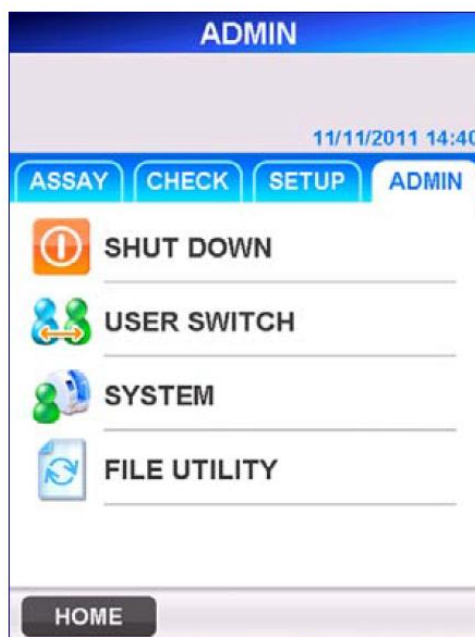 ADMIN
11/11/2011 14:40
ASSAY CHECK SETUP ADMIN
SHUT DOWN
USER SWITCH
SYSTEM
FILE UTILITY
HOME